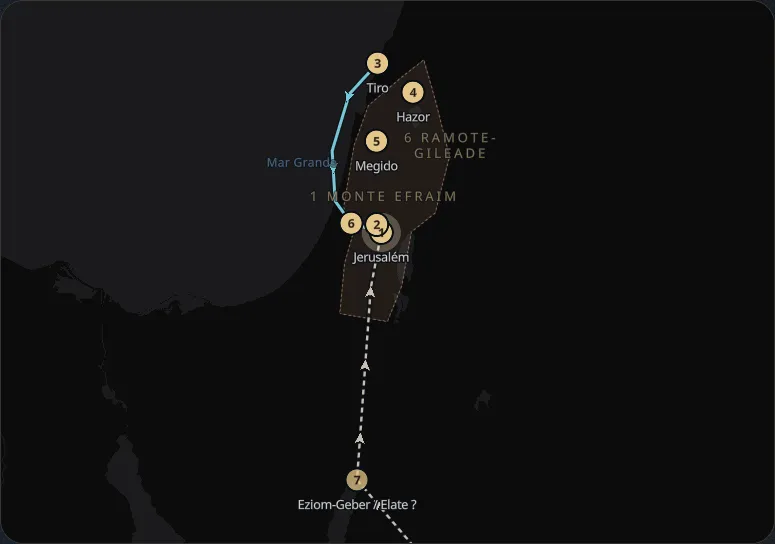 3
Tiro
4
Hazor
5
Megido
6 RAMOTE-
GILEADE
Mar Grande
1 MONTE EFRAIM
6
2
1
Jerusalém
7
Eziom-Geber / Elate ?